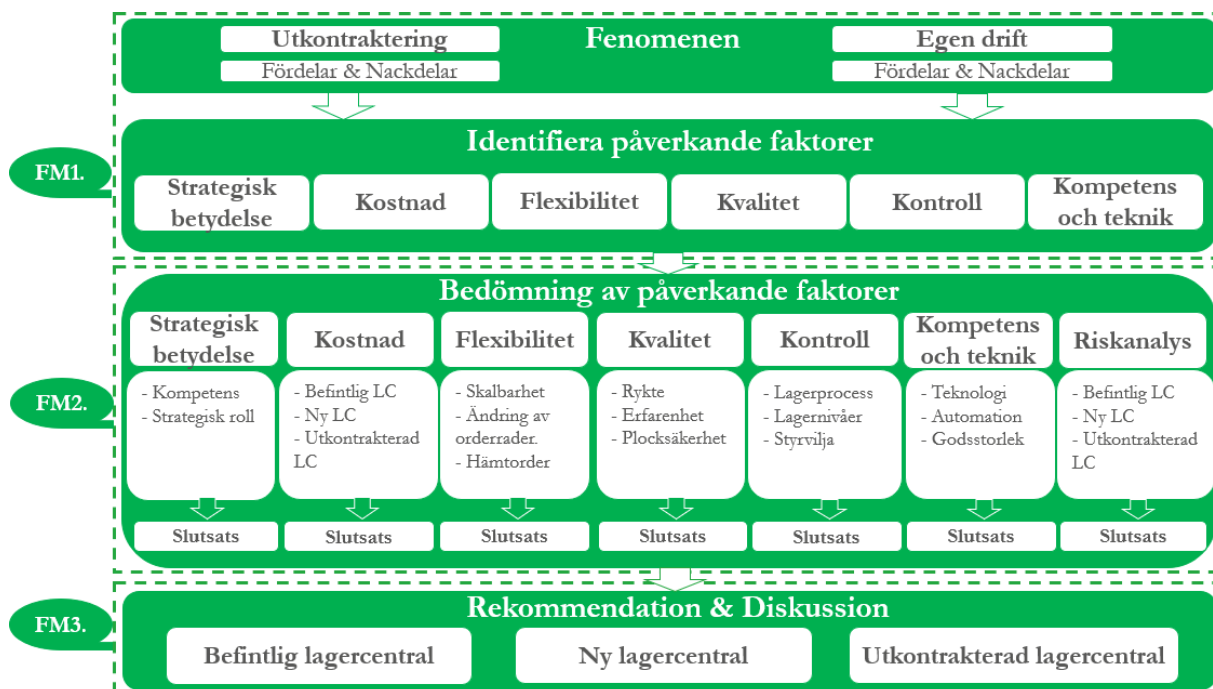 Fenomenen
Utkontraktering
Fördelar & Nackdelar
Egen drift
Fördelar & Nackdelar
FM1.
Identifiera påverkande faktorer
Strategisk
betydelse
Kostnad
Flexibilitet
Kvalitet
Kontroll
Kompetens
och teknik
FM2.
Bedömning av påverkande faktorer
Strategisk
betydelse
- Kompetens
- Strategisk roll
Slutsats
Kostnad
- Befintlig LC
- Ny LC
- Utkontrakterad
LC
Slutsats
Flexibilitet
- Skalbarhet
- Ändring av
orderrader.
- Hämtorder
Slutsats
Kvalitet
- Rykte
- Erfarenhet
- Plocksäkerhet
Slutsats
Kontroll
- Lagerprocess
- Lagernivåer
- Styrvilja
Slutsats
Kompetens
och teknik
- Teknologi
- Automation
- Godsstorlek
Slutsats
Riskanalys
- Befintlig LC
- Ny LC
- Utkontrakterad
LC
Slutsats
FM3.
Rekommendation & Diskussion
Befintlig lagercentral
Ny lagercentral
Utkontrakterad lagercentral